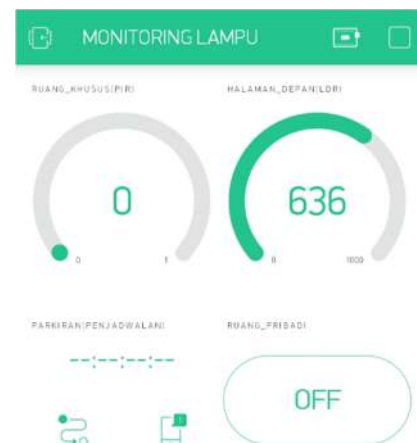 MONITORING LAMPU
RUANG_KHUSUS(PIR)
HALAMAN_DEPAN(LDR)
0
636
0
1
0
1000
PARKIRAN(PENJADWALAN)
RUANG_PRIBADI
--:--:--:--
OFF